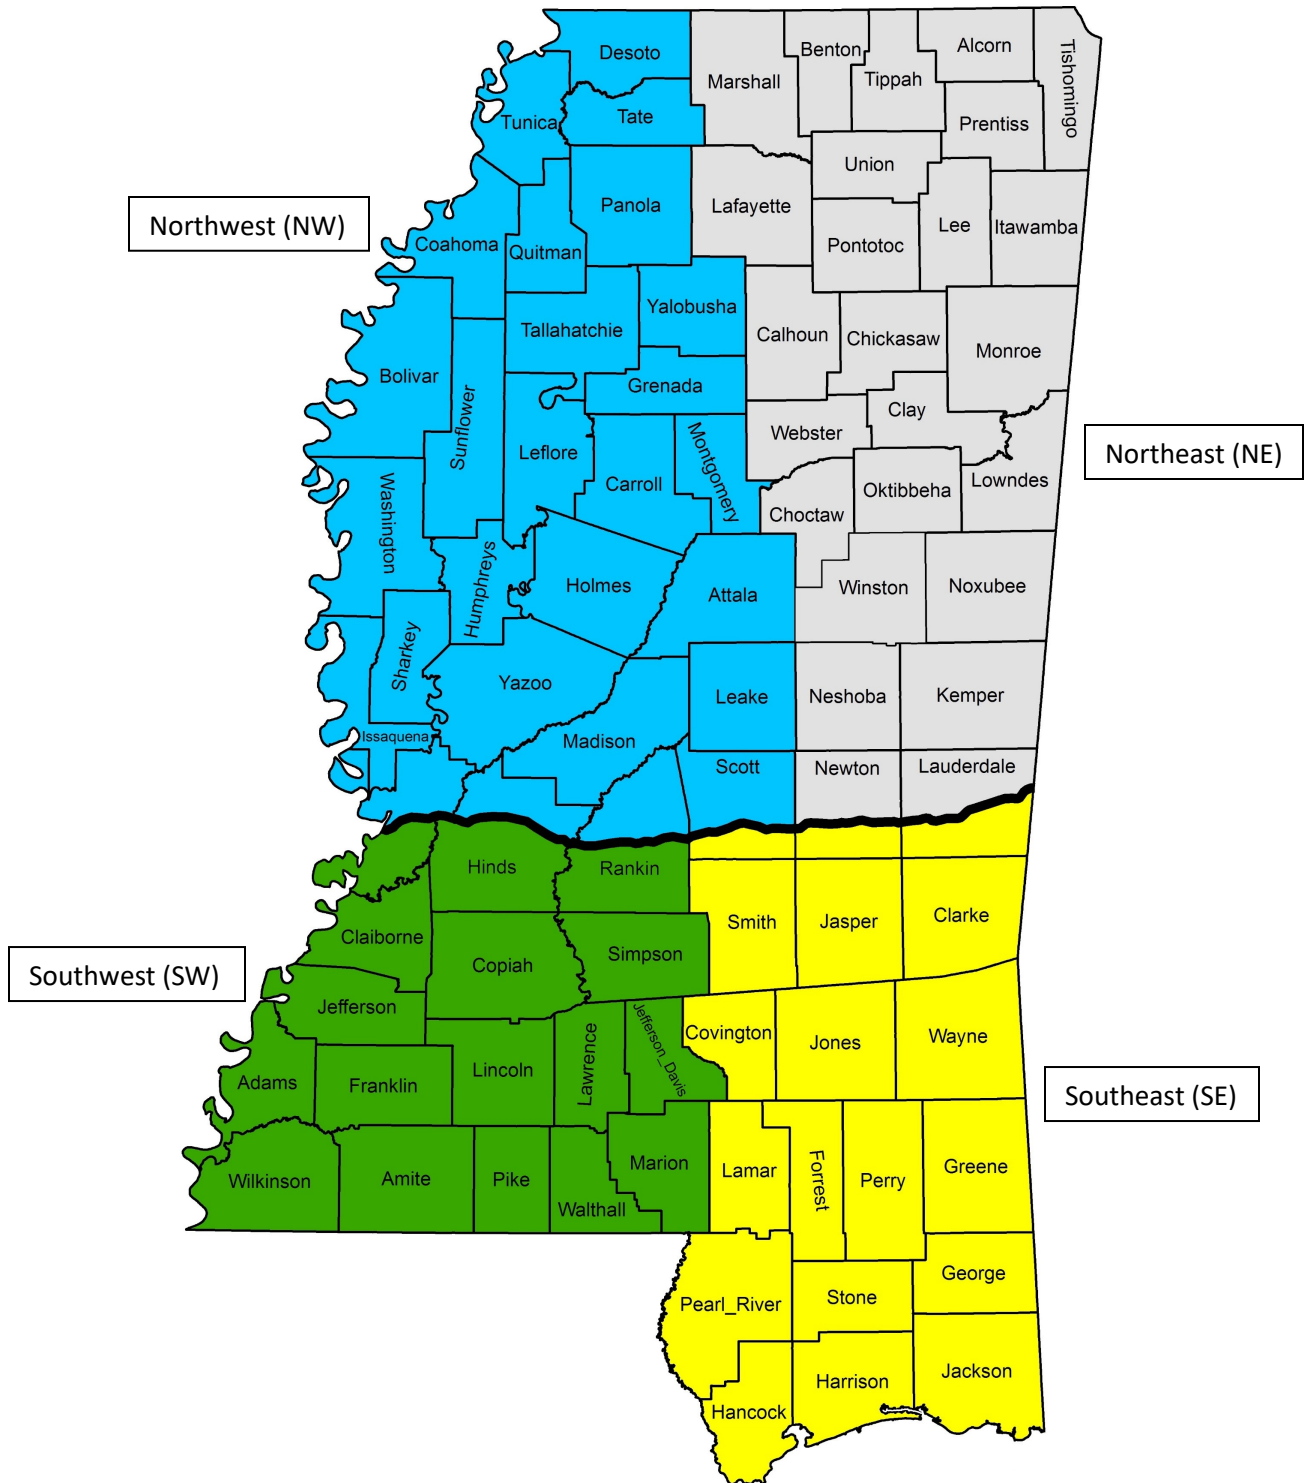 Desoto
Marshall
Benton
Tippah
Alcorn
Tishomingo
Tunica
Tate
Prentiss
Union
Northwest (NW)
Coahoma
Quitman
Panola
Lafayette
Pontotoc
Lee
Itawamba
Tallahatchie
Yalobusha
Calhoun
Chickasaw
Monroe
Bolivar
Sunflower
Grenada
Leflore
Carroll
Montgomery
Webster
Clay
Northeast (NE)
Washington
Choctaw
Oktibbeha
Lowndes
Humphreys
Holmes
Attala
Winston
Noxubee
Sharkey
Yazoo
Leake
Neshoba
Kemper
Issaquena
Madison
Scott
Newton
Lauderdale
Hinds
Rankin
Smith
Jasper
Clarke
Claiborne
Copiah
Simpson
Southwest (SW)
Jefferson
Lawrence
Jefferson_Davis
Covington
Jones
Wayne
Adams
Franklin
Lincoln
Southeast (SE)
Wilkinson
Amite
Pike
Walthall
Marion
Lamar
Forrest
Perry
Greene
Pearl_River
Stone
George
Hancock
Harrison
Jackson